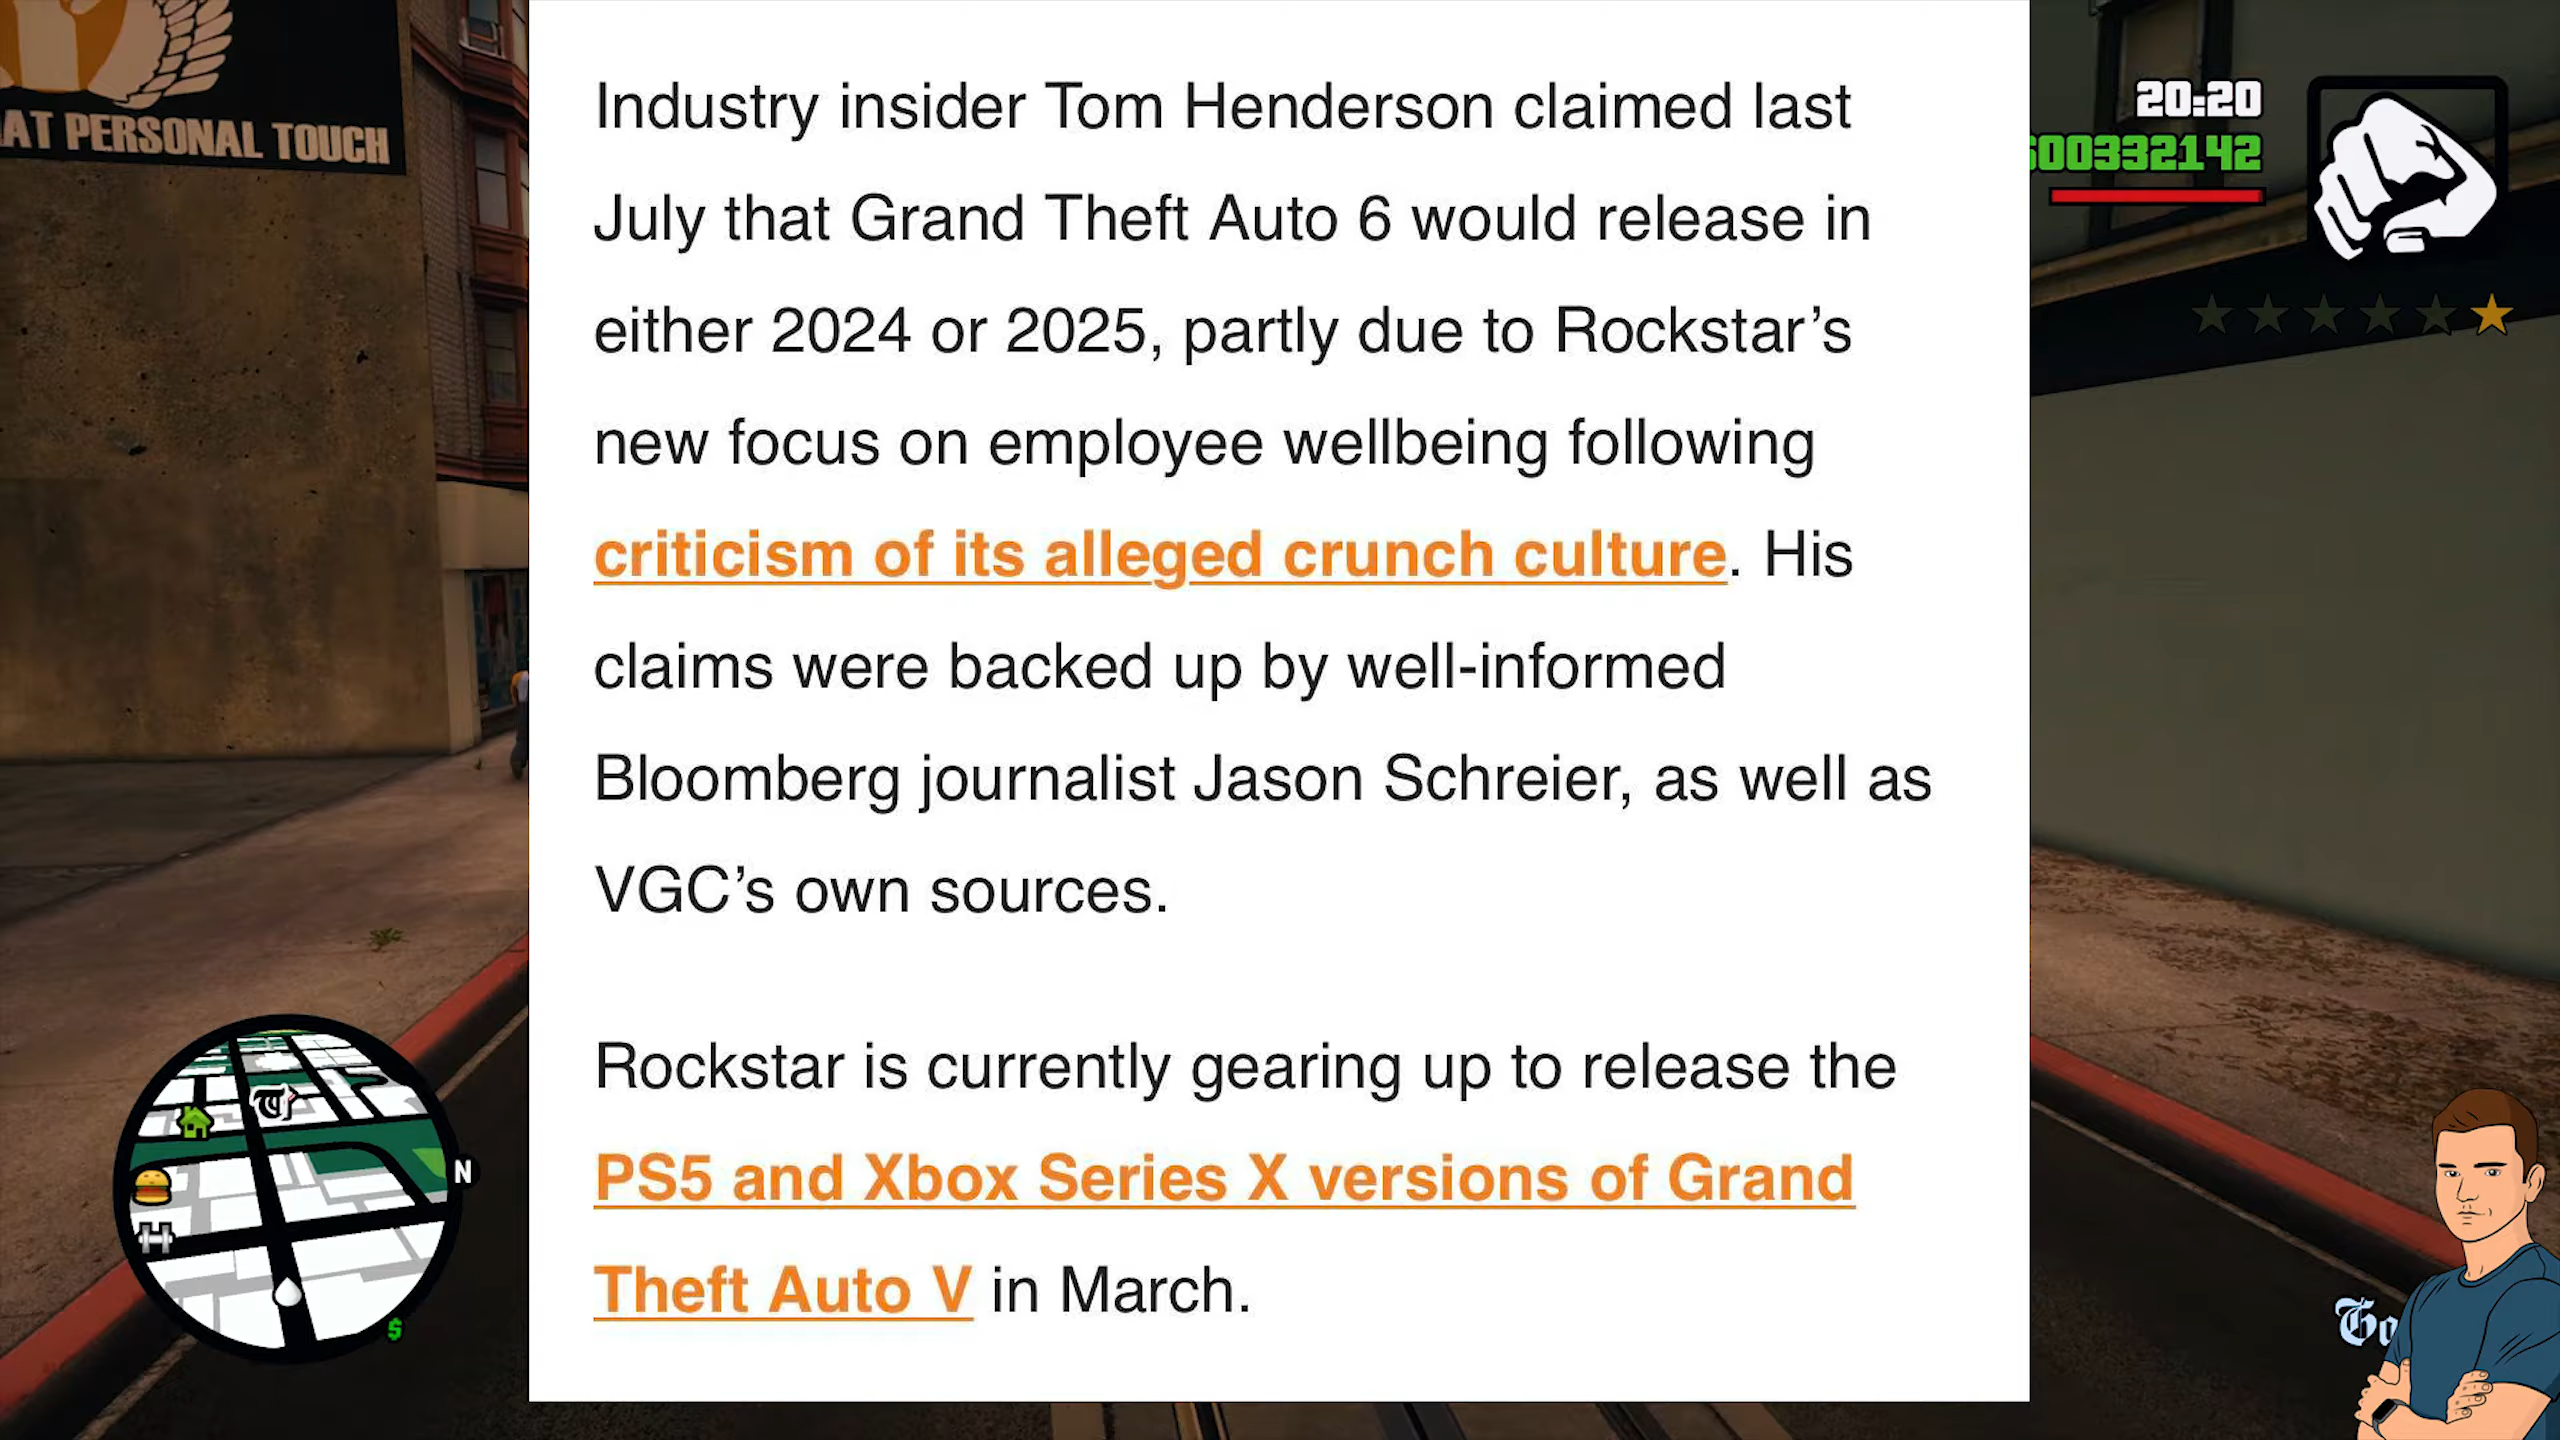 AT PERSONAL TOUCH
Industry insider Tom Henderson claimed last
July that Grand Theft Auto 6 would release in
either 2024 or 2025, partly due to Rockstar’s
new focus on employee wellbeing following
criticism of its alleged crunch culture. His
claims were backed up by well-informed
Bloomberg journalist Jason Schreier, as well as
VGC’s own sources.
Rockstar is currently gearing up to release the
PS5 and Xbox Series X versions of Grand
Theft Auto V in March.
20:20
00332142
N
$